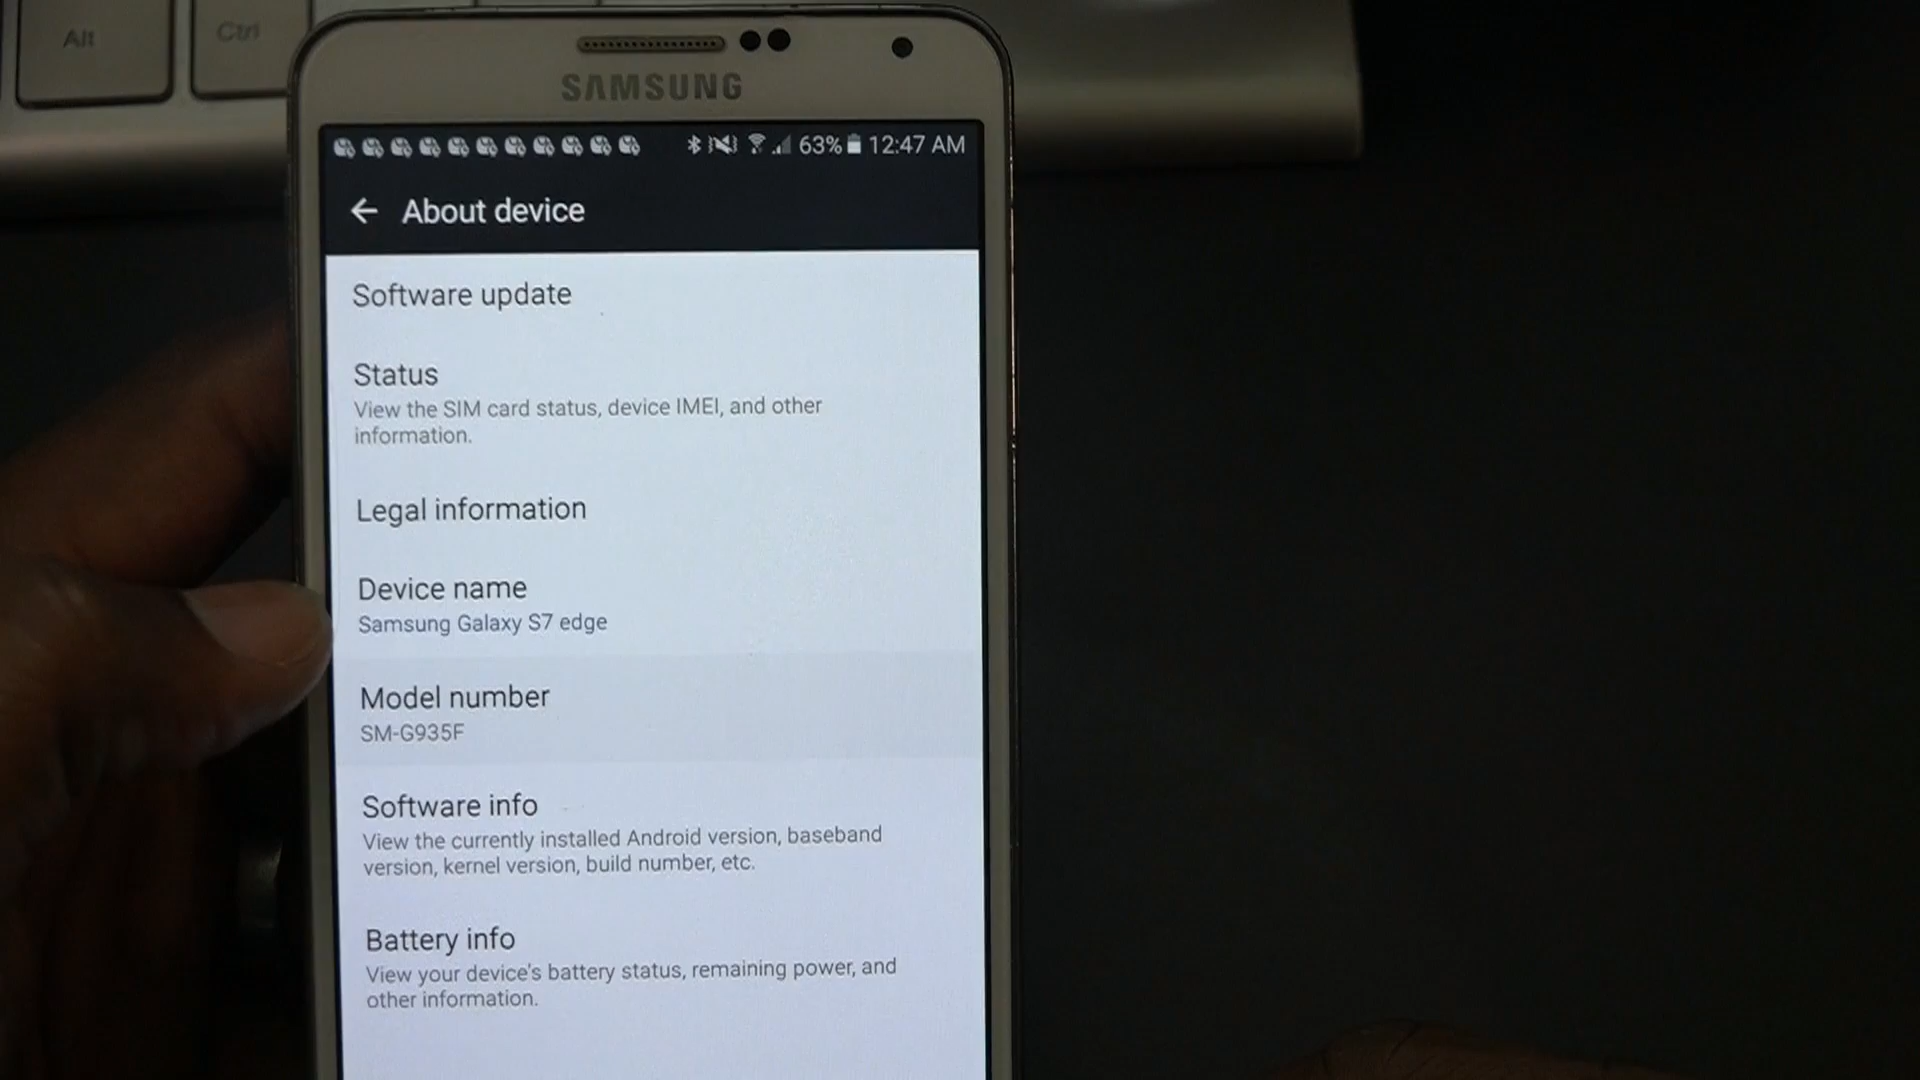 Alt
Ctrl
SAMSUNG
63% 12:47 AM
About device
Software update
Status
View the SIM card status, device IMEI, and other
information.
Legal information
Device name
Samsung Galaxy S7 edge
Model number
SM-G935F
Software info
View the currently installed Android version, baseband
version, kernel version, build number, etc.
Battery info
View your device's battery status, remaining power, and
other information.